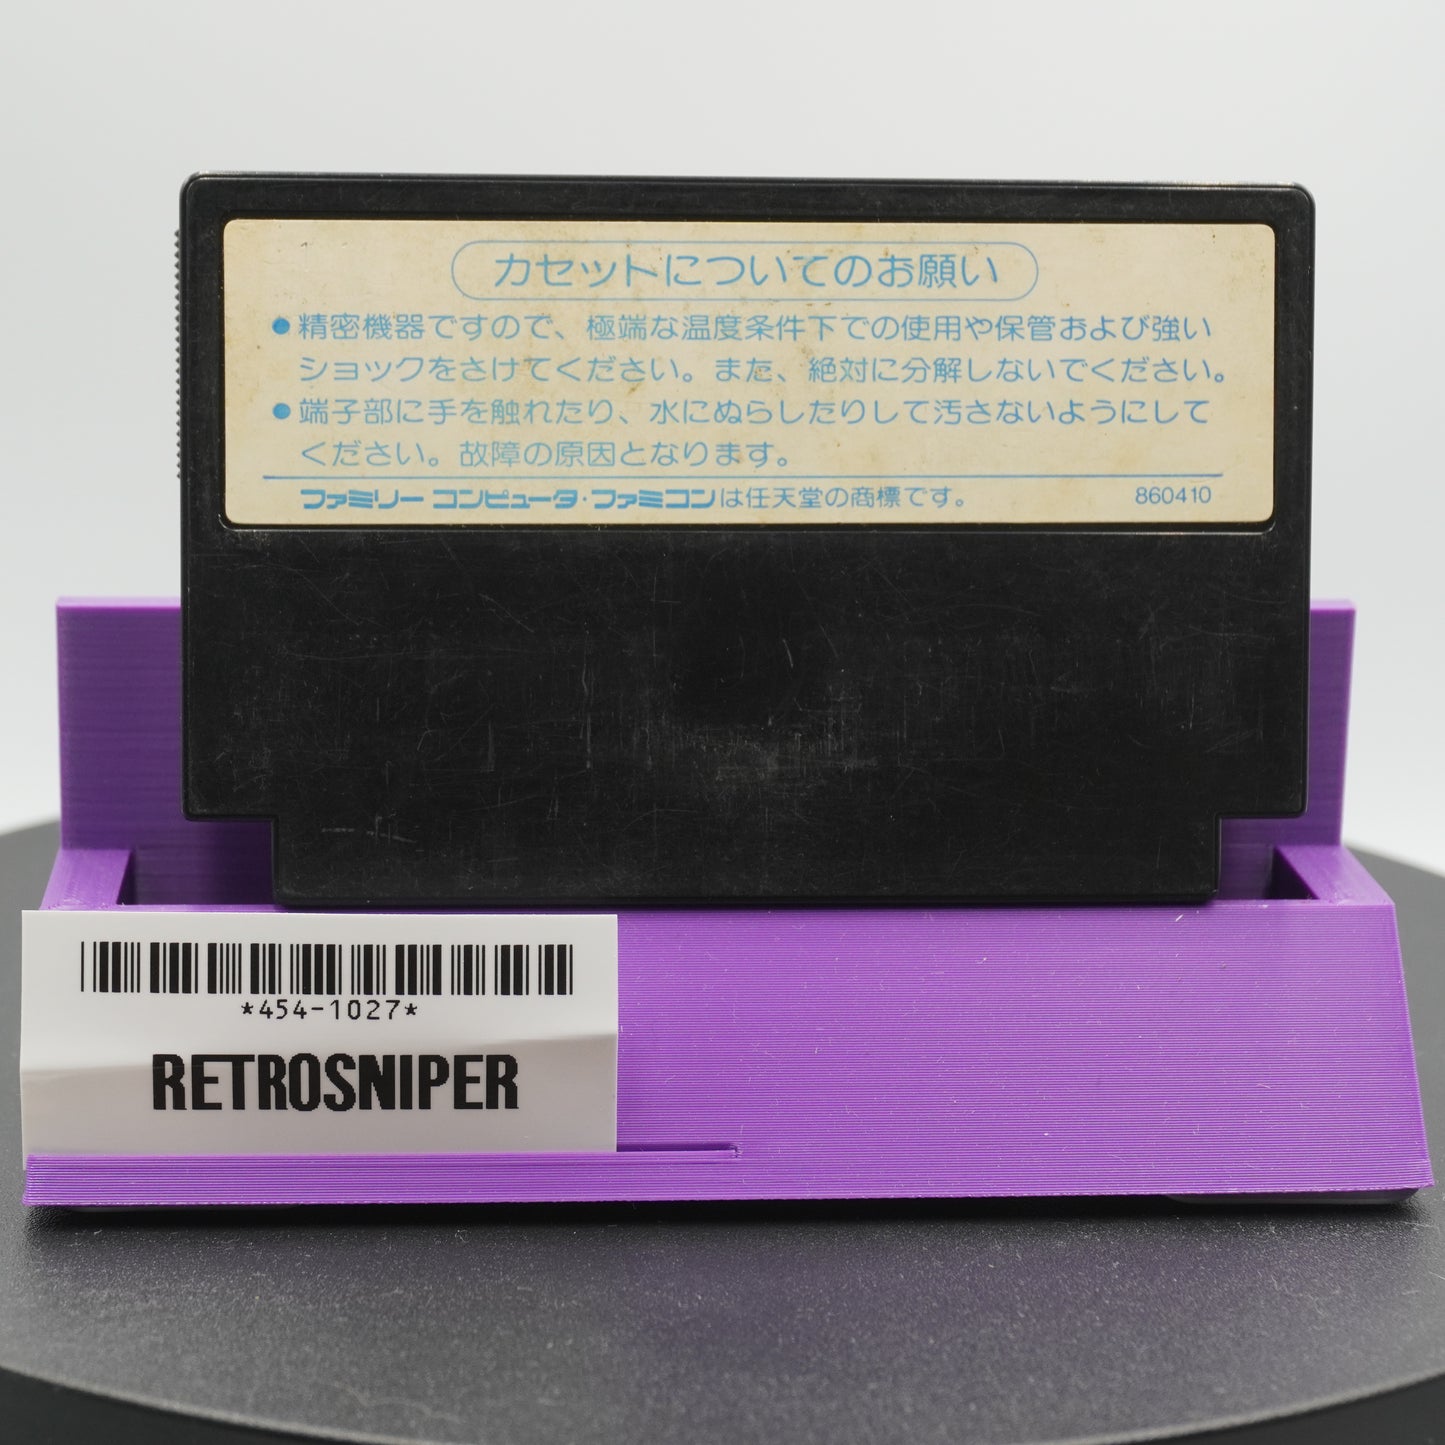 カセットについてのお願い
●精密機器ですので、極端な温度条件下での使用や保管および強い
ショックをさけてください。また、絶対に分解しないでください。
●端子部に手を触れたり、水にぬらしたりして汚さないようにして
ください。故障の原因となります。
ファミリー コンピュータ・ファミコンは任天堂の商標です。 860410
*454-1027*
RETROSNIPER